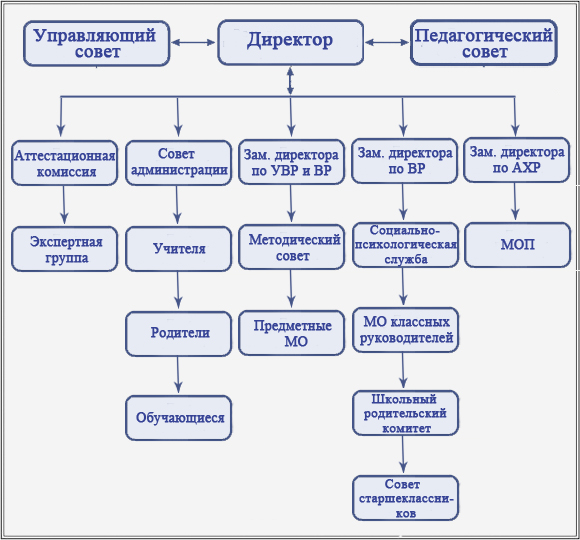 Управляющий
совет
Директор
Педагогический
совет
Аттестационная
комиссия
Совет
администрации
Зам. директора
по УВР и ВР
Зам. директора
по ВР
Зам. директора
по АХР
Экспертная
группа
Учителя
Методический
совет
Социально-
психологическая
служба
МОП
Родители
Предметные
МО
МО классных
руководителей
Обучающиеся
Школьный
родительский
комитет
Совет
старшеклассни-
ков